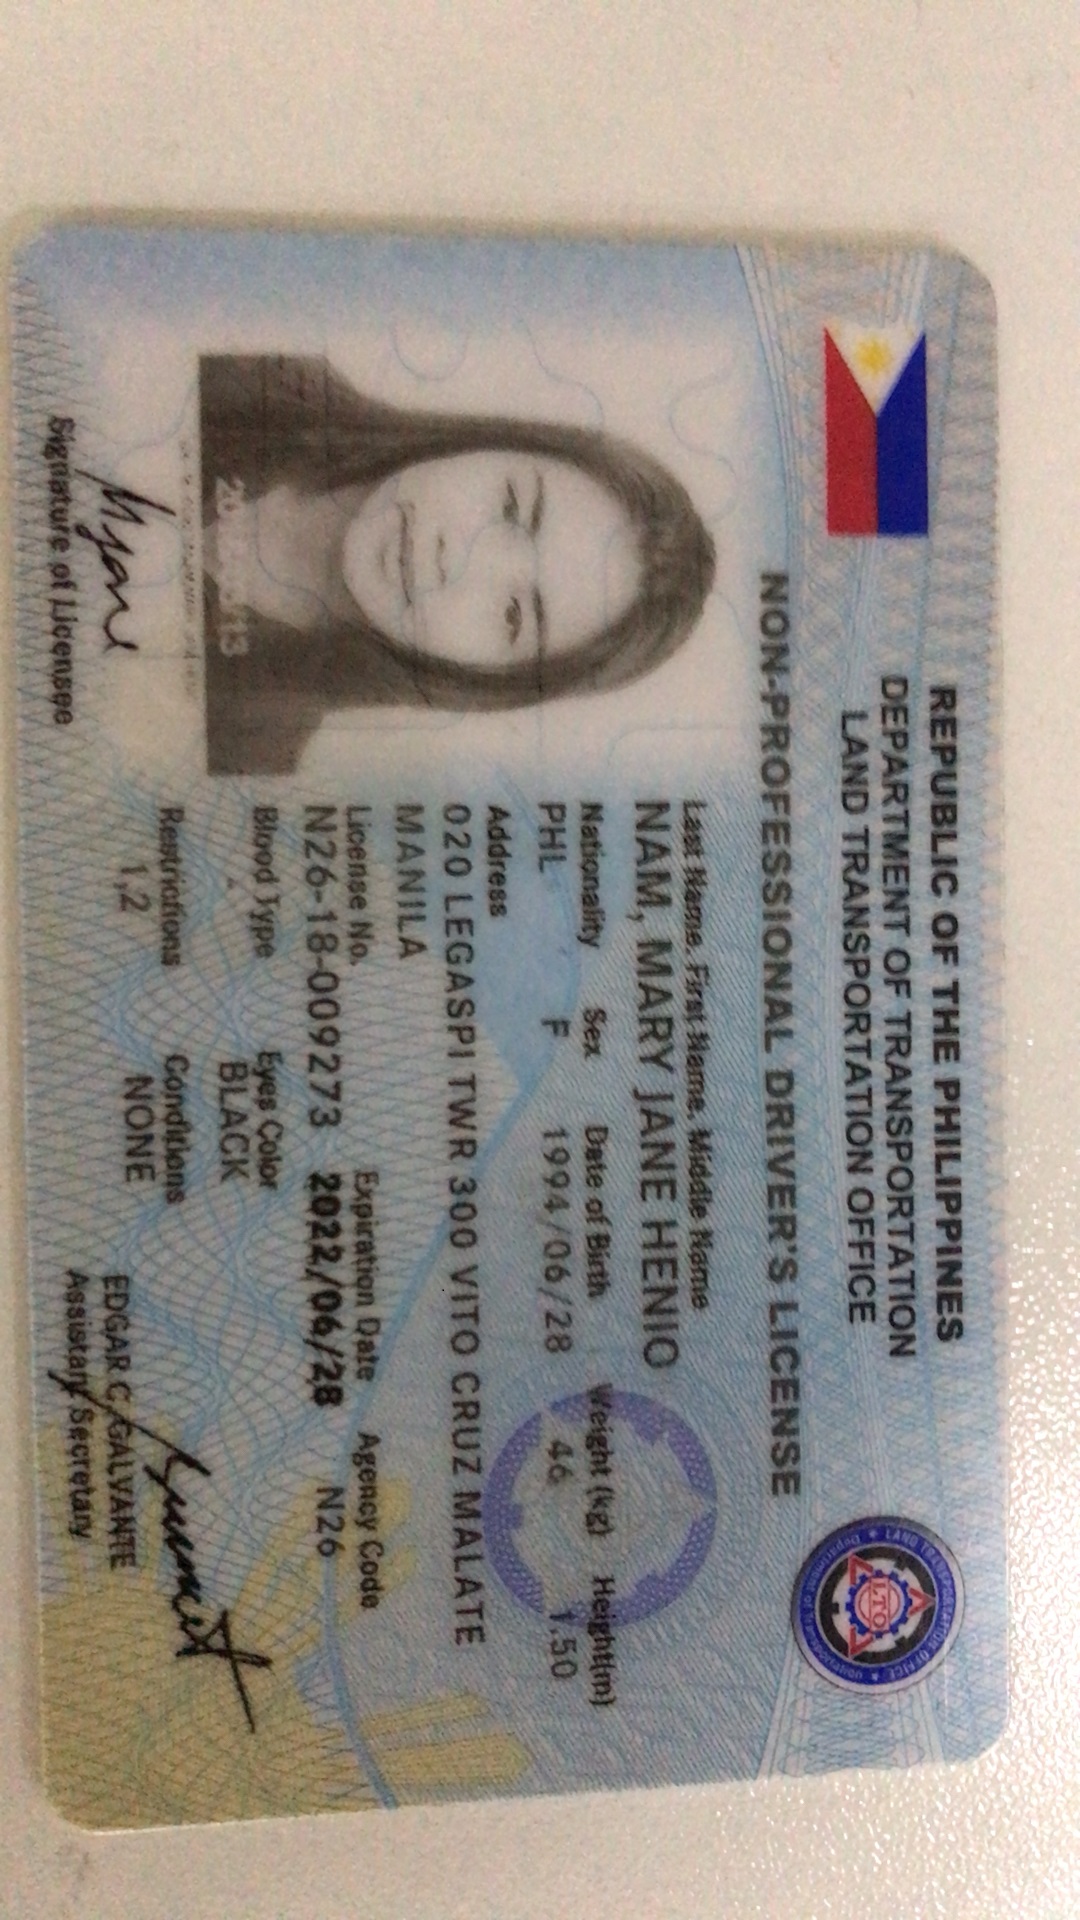 REPUBLIC OF THE PHILIPPINES
DEPARTMENT OF TRANSPORTATION
LAND TRANSPORTATION OFFICE
NON-PROFESSIONAL DRIVER'S LICENSE
Last Name, First Name, Middle Name
NAM, MARY JANE HENIO
Nationality Sex Date of Birth Weight (kg) Height(m)
PHL F 1994/06/28 46 1.50
Address
020 LEGASPI TWR 300 VITO CRUZ MALATE
MANILA
License No. Expiration Date Agency Code
N26-18-009273 2022/06/28 N26
Blood Type Eyes Color
BLACK
Restrictions Conditions
1,2 NONE
Signature of Licensee
EDGAR C. GALVANTE
Assistant Secretary
LAND TRANSPORTATION OFFICE
Department of Transportation
LTO